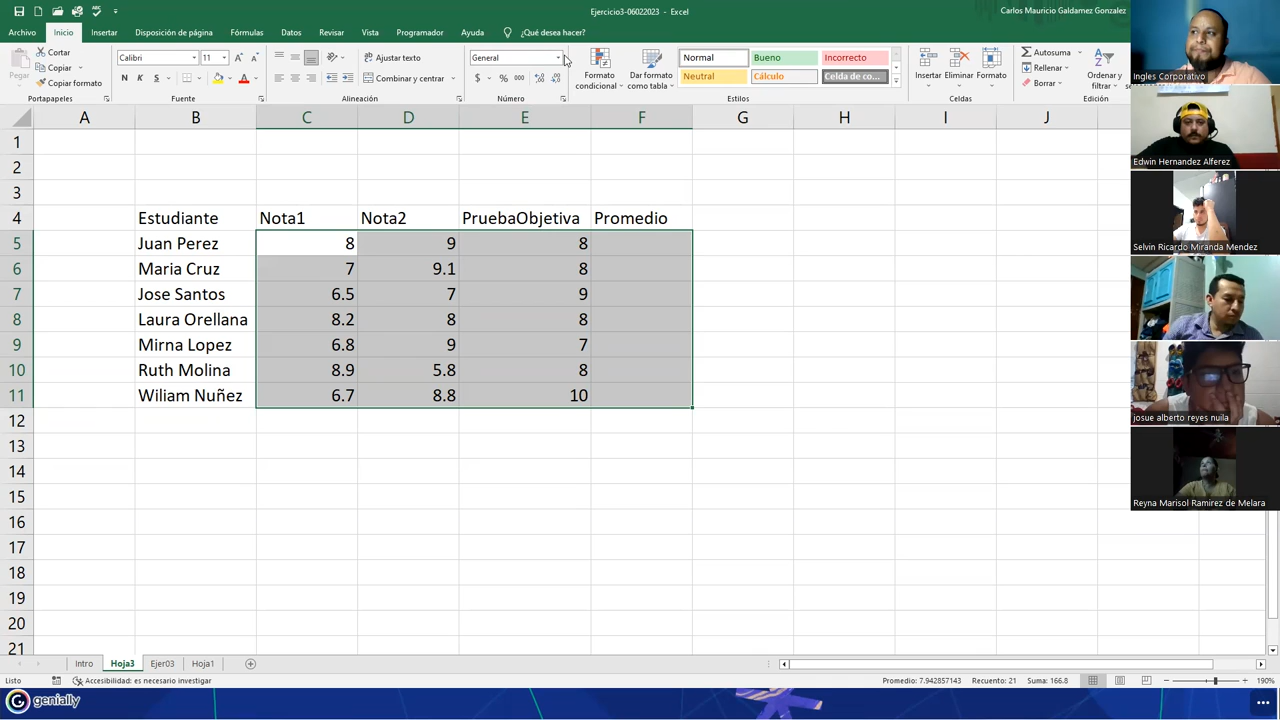 Ejercicio3-06022023 - Excel
Carlos Mauricio Galdamez Gonzalez
Archivo Inicio Insertar Disposición de página Fórmulas Datos Revisar Vista Programador Ayuda ¿Qué desea hacer?
Pegar
Cortar
Copiar
Copiar formato
Portapapeles
Calibri 11
N K S
Fuente
Ajustar texto
Combinar y centrar
Alineación
General
$ % 000
Número
Formato condicional
Dar formato como tabla
Normal Bueno Incorrecto
Neutral Cálculo Celda de co...
Estilos
Insertar Eliminar Formato
Celdas
Autosuma
Rellenar
Borrar
Ordenar y filtrar
Edición
A B C D E F G H I J
1
2
3
4 Estudiante Nota1 Nota2 PruebaObjetiva Promedio
5 Juan Perez 8 9 8
6 Maria Cruz 7 9.1 8
7 Jose Santos 6.5 7 9
8 Laura Orellana 8.2 8 8
9 Mirna Lopez 6.8 9 7
10 Ruth Molina 8.9 5.8 8
11 Wiliam Nuñez 6.7 8.8 10
12
13
14
15
16
17
18
19
20
21
Intro Hoja3 Ejer03 Hoja1
Listo Accesibilidad: es necesario investigar Promedio: 7.942857143 Recuento: 21 Suma: 166.8 190%
genially
Ingles Corporativo
Edwin Hernandez Alferez
Selvin Ricardo Miranda Mendez
josue alberto reyes nuila
Reyna Marisol Ramirez de Melara